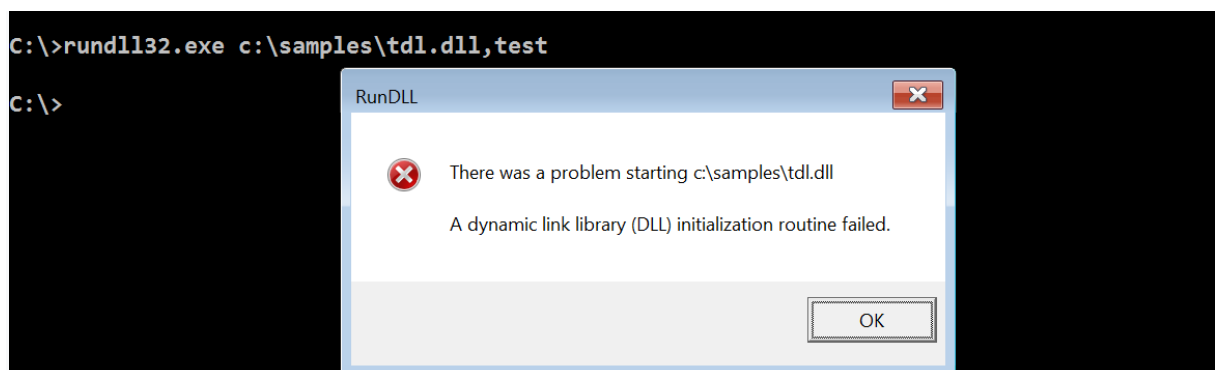 C:\>rundll32.exe c:\samples\tdl.dll,test
C:\>
RunDLL
There was a problem starting c:\samples\tdl.dll
A dynamic link library (DLL) initialization routine failed.
OK